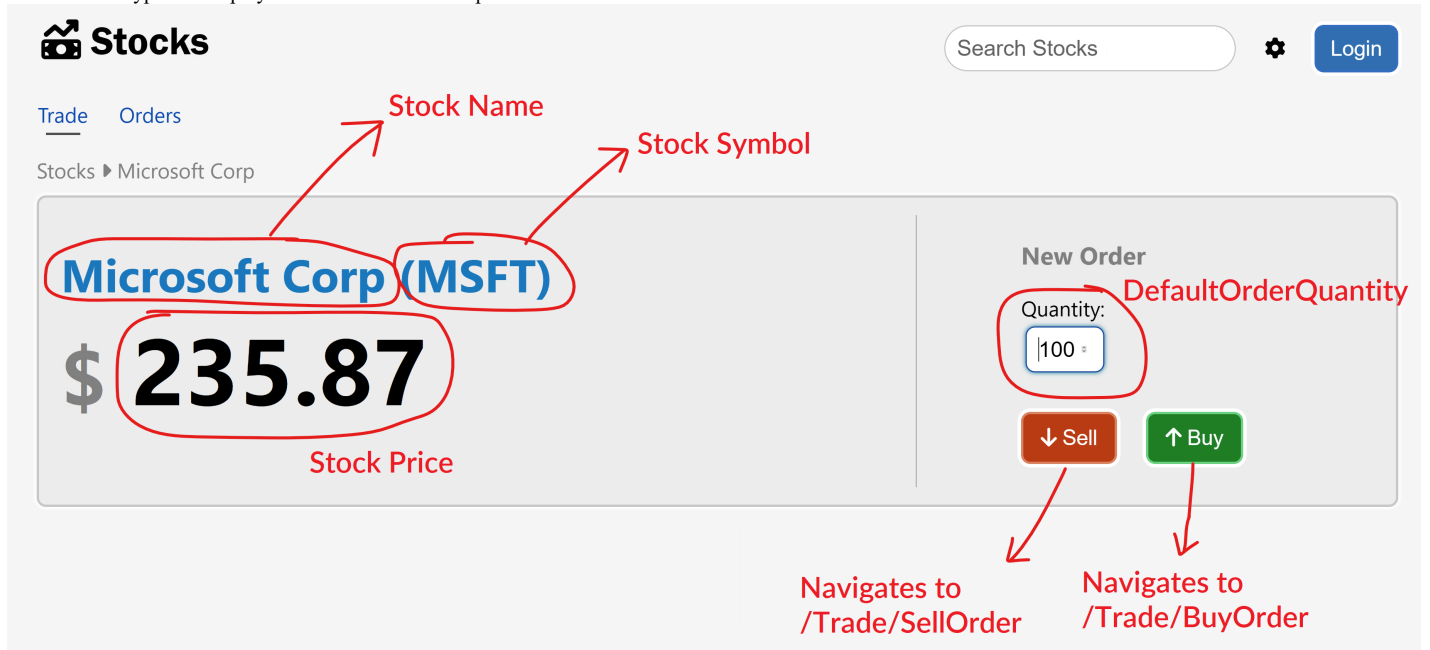 Stocks
Search Stocks
Login
Trade Orders
Stock Name
Stock Symbol
Stocks Microsoft Corp
Microsoft Corp (MSFT)
New Order
DefaultOrderQuantity
Quantity:
100
$ 235.87
Sell
Buy
Stock Price
Navigates to
/Trade/SellOrder
Navigates to
/Trade/BuyOrder